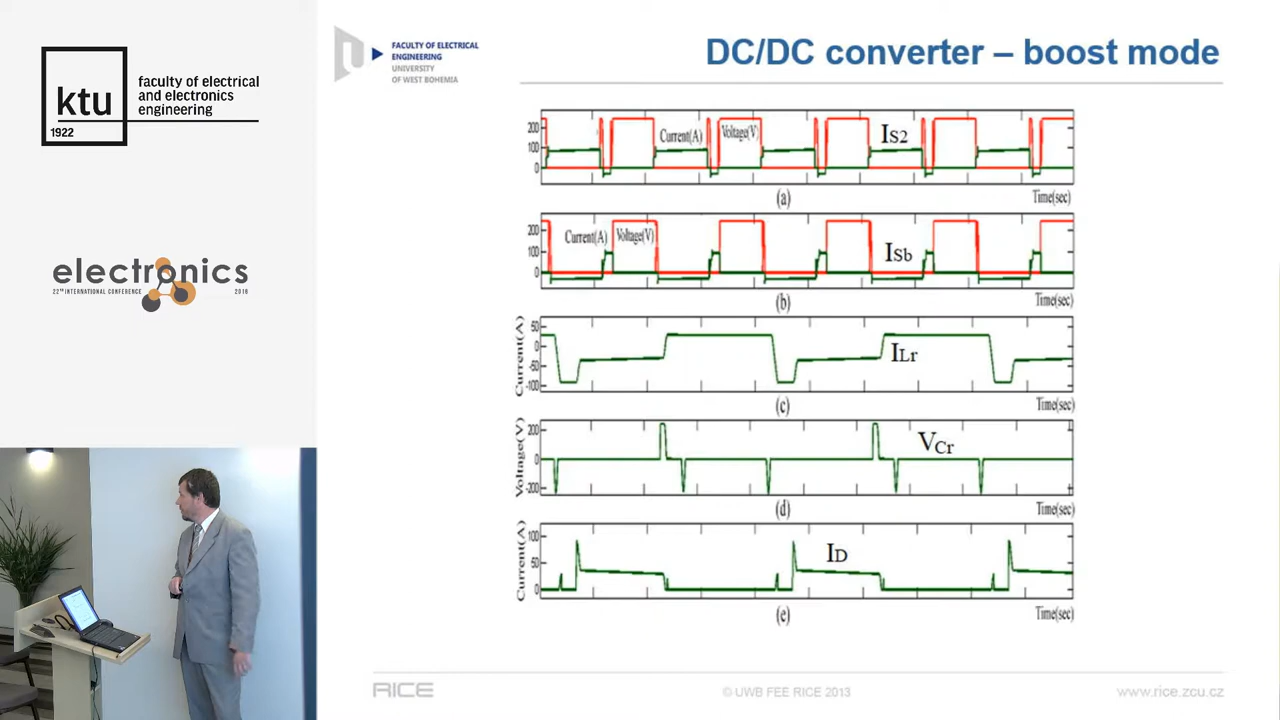 ktu
1922
faculty of electrical
and electronics
engineering
electronics
22ND INTERNATIONAL CONFERENCE 2018
FACULTY OF ELECTRICAL
ENGINEERING
UNIVERSITY
OF WEST BOHEMIA
DC/DC converter – boost mode
200
100
0
Current(A)
Voltage(V)
IS2
(a)
Time(sec)
200
100
0
Current(A)
Voltage(V)
ISb
(b)
Time(sec)
Current(A)
50
0
-50
-100
ILr
(c)
Time(sec)
Voltage(V)
200
0
-200
VCr
(d)
Time(sec)
Current(A)
100
50
0
ID
(e)
Time(sec)
RICE
© UWB FEE RICE 2013
www.rice.zcu.cz